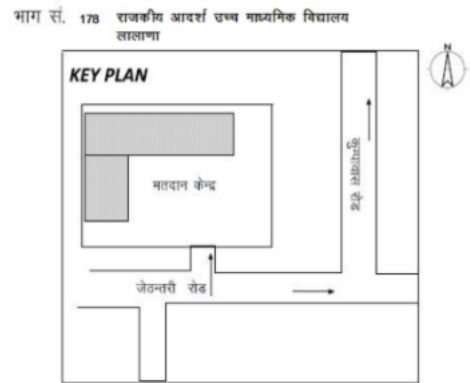 भाग सं. 178 राजकीय आदर्श उच्च माध्यमिक विद्यालय
लालाणा
N
KEY PLAN
मतदान केन्द्र
कुम्पावास रोड
जेठन्तरी रोड